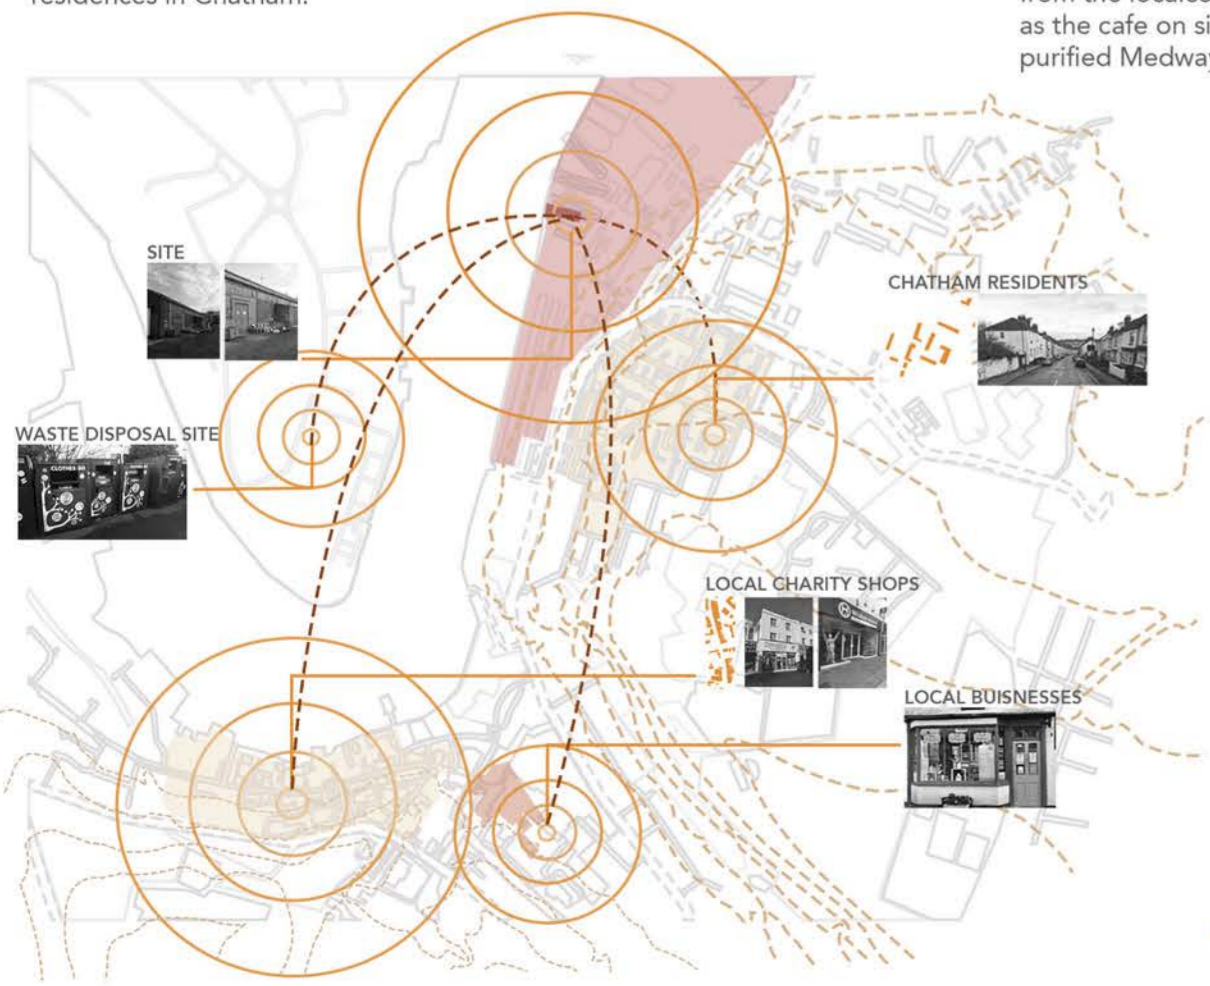 residences in Chatham.
as the cafe on si
purified Medway
SITE
CHATHAM RESIDENTS
WASTE DISPOSAL SITE
CLOTHES
LOCAL CHARITY SHOPS
LOCAL BUISNESSES